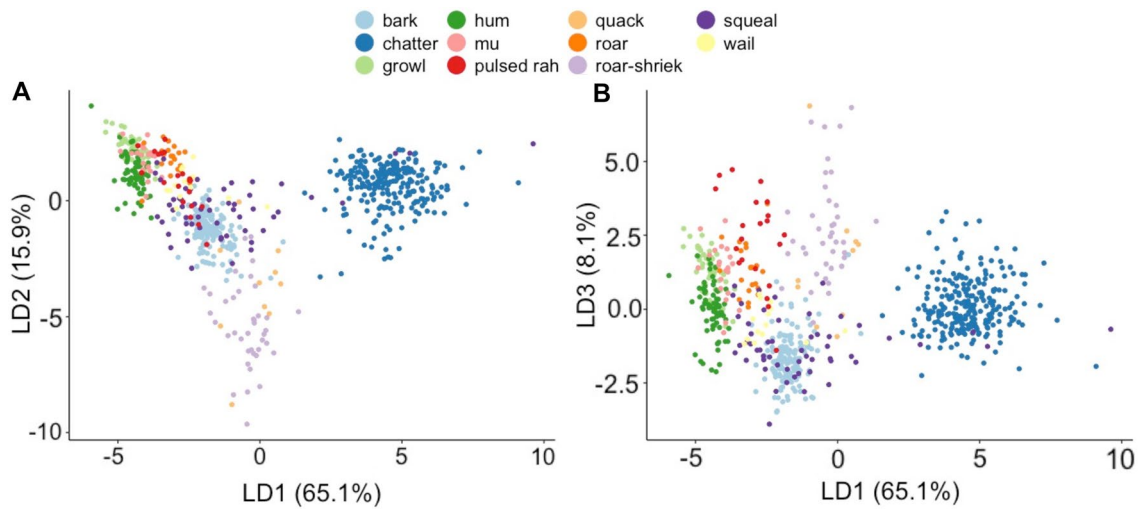 bark hum quack squeal
chatter mu roar wail
growl pulsed rah roar-shriek
A
B
0
-5
-10
LD2 (15.9%)
-5 0 5 10
LD1 (65.1%)
5.0
2.5
0.0
-2.5
LD3 (8.1%)
-5 0 5 10
LD1 (65.1%)